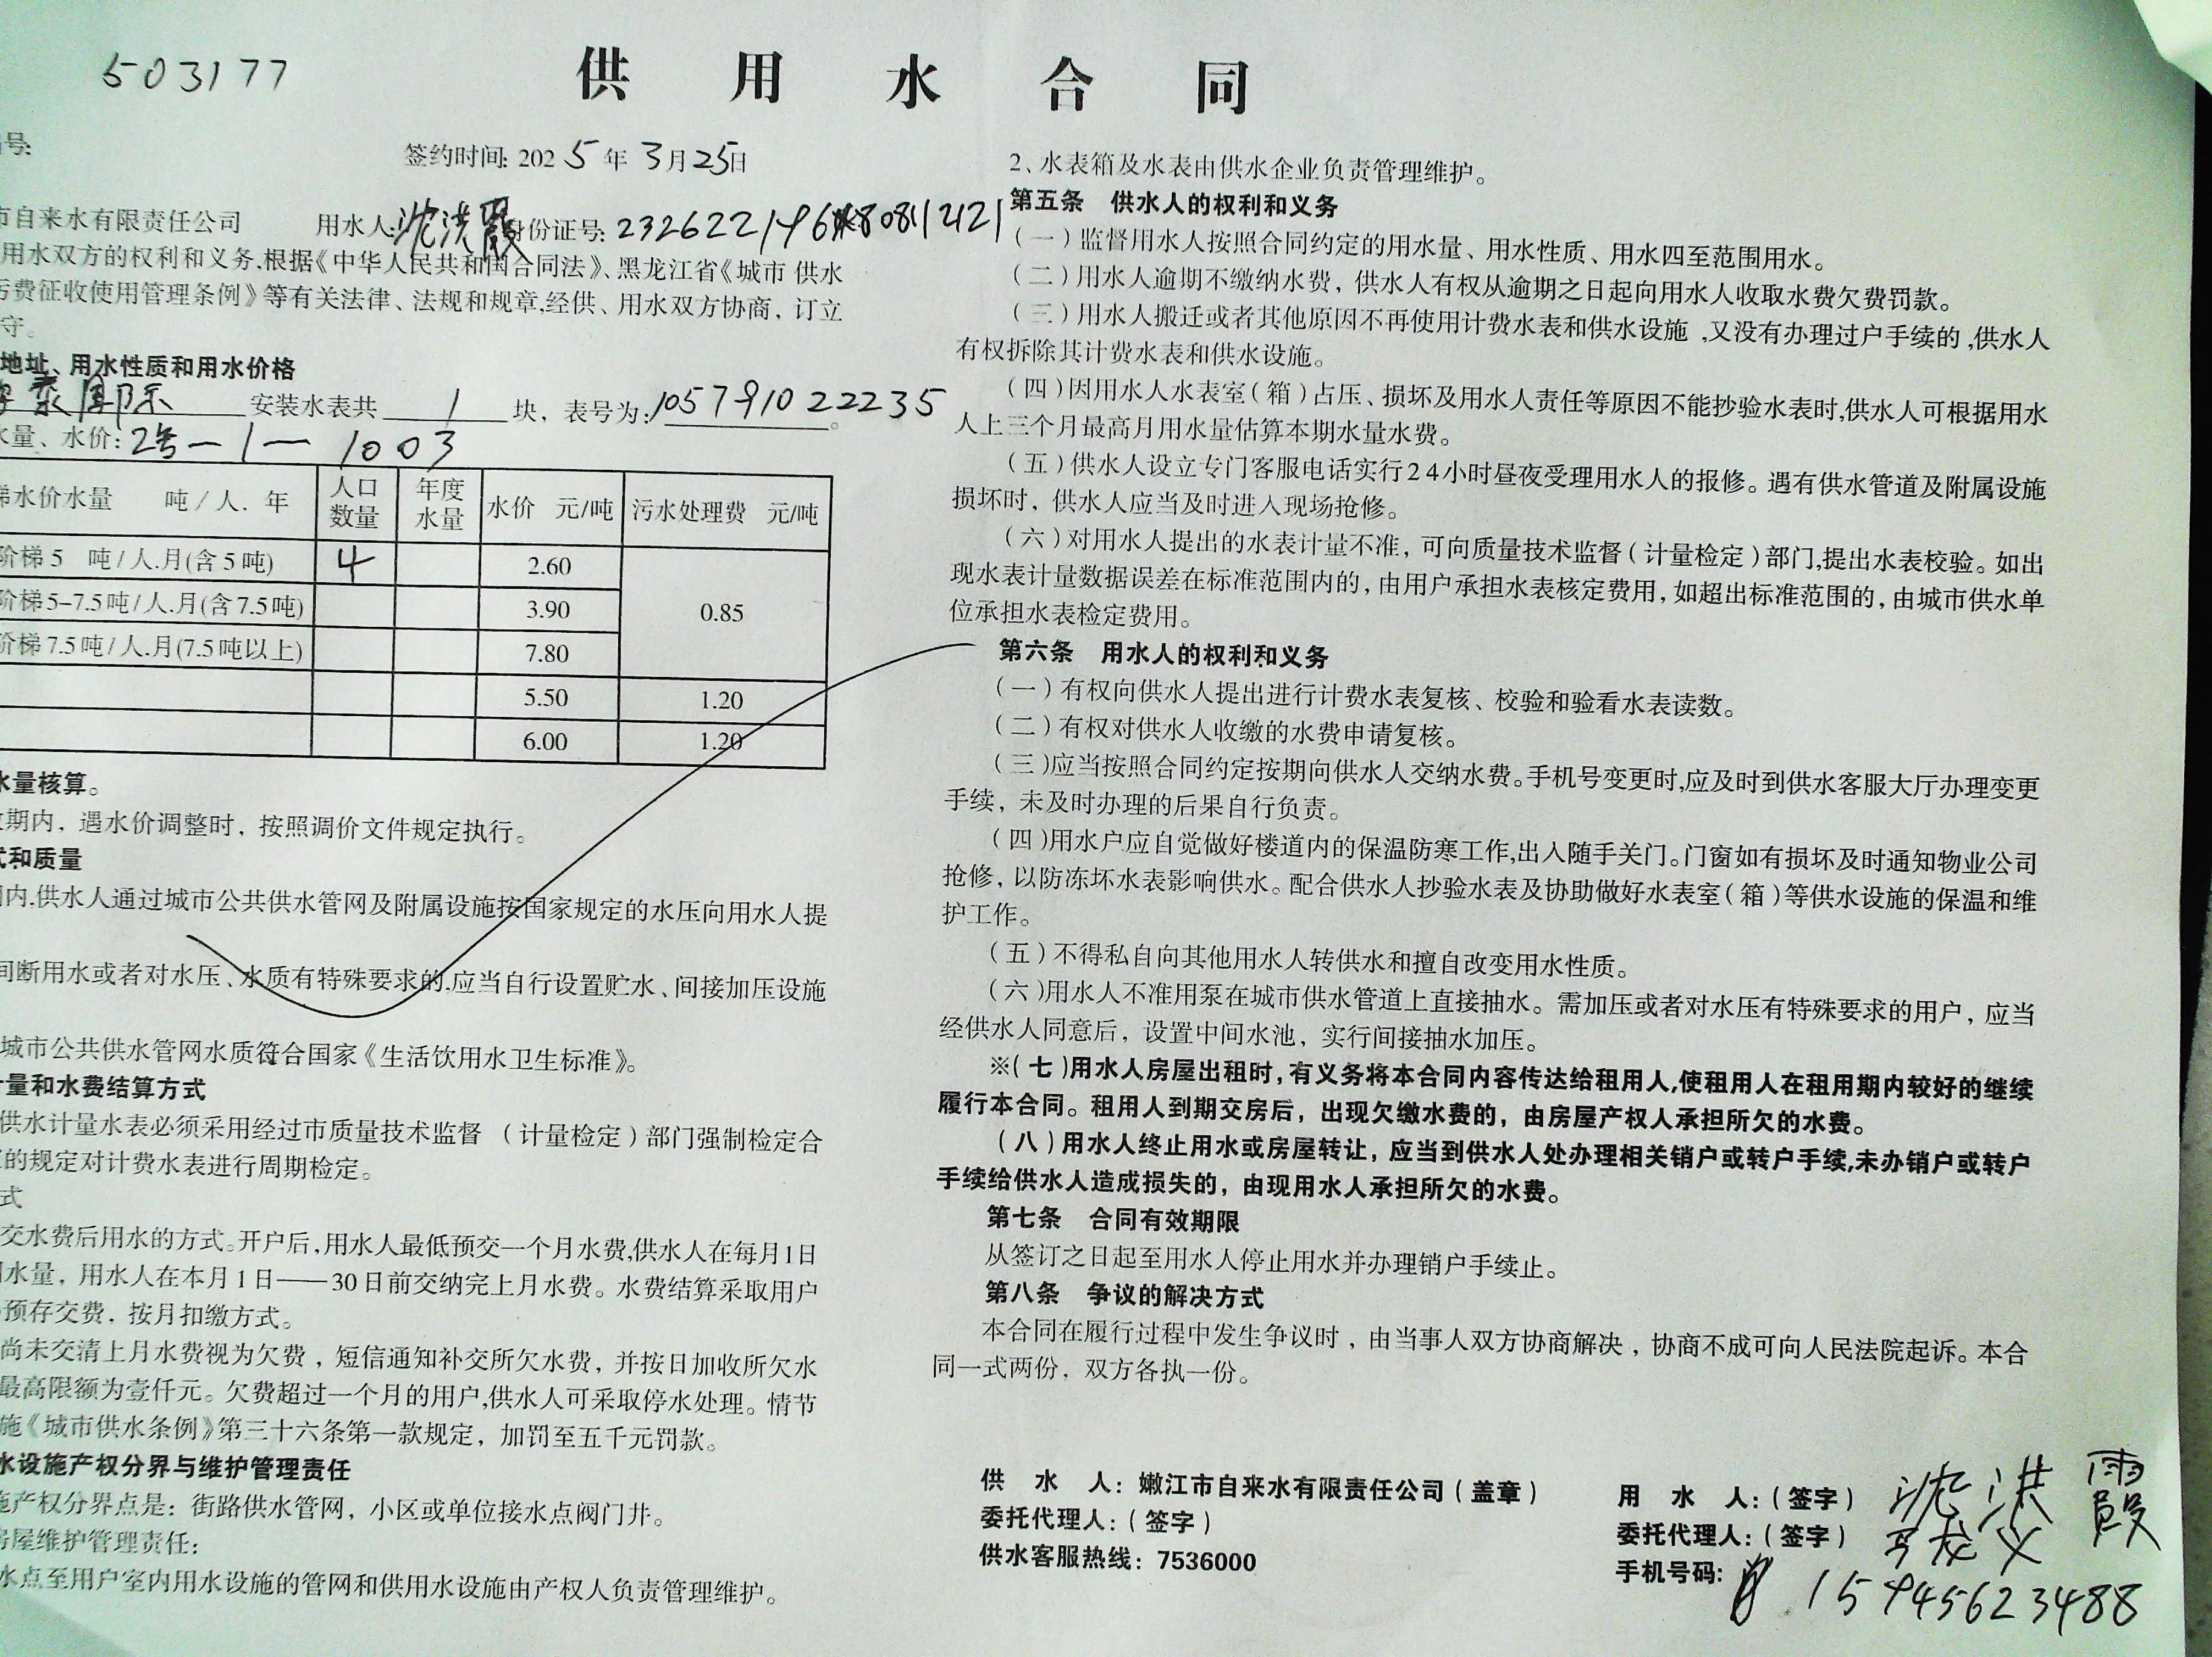 503177
供用水合同
号:
签约时间: 2025年3月25日
市自来水有限责任公司 用水人:沈洪霞 身份证号:
用水双方的权利和义务,根据《中华人民共和国合同法》、黑龙江省《城市 供水
污费征收使用管理条例》等有关法律、法规和规章,经供、用水双方协商，订立
守。
地址、用水性质和用水价格
安装水表共 1 块，表号为: 105791022235。
水量、水价: 2号-1-1003
梯水价水量 吨/人. 年 人口数量 年度水量 水价 元/吨 污水处理费 元/吨
阶梯5 吨/人.月(含5吨) 4 2.60 0.85
阶梯5-7.5吨/人.月(含7.5吨) 3.90
阶梯7.5吨/人.月(7.5吨以上) 7.80
5.50 1.20
6.00 1.20
水量核算。
期内，遇水价调整时，按照调价文件规定执行。
式和质量
内,供水人通过城市公共供水管网及附属设施按国家规定的水压向用水人提
间断用水或者对水压、水质有特殊要求的,应当自行设置贮水、间接加压设施
城市公共供水管网水质符合国家《生活饮用水卫生标准》。
量和水费结算方式
供水计量水表必须采用经过市质量技术监督（计量检定）部门强制检定合
的规定对计费水表进行周期检定。
式
交水费后用水的方式。开户后,用水人最低预交一个月水费,供水人在每月1日
水量，用水人在本月1日——30日前交纳完上月水费。水费结算采取用户
预存交费，按月扣缴方式。
尚未交清上月水费视为欠费，短信通知补交所欠水费，并按日加收所欠水
最高限额为壹仟元。欠费超过一个月的用户,供水人可采取停水处理。情节
施《城市供水条例》第三十六条第一款规定，加罚至五千元罚款。
水设施产权分界与维护管理责任
产权分界点是：街路供水管网，小区或单位接水点阀门井。
房屋维护管理责任:
水点至用户室内用水设施的管网和供用水设施由产权人负责管理维护。
2、水表箱及水表由供水企业负责管理维护。
第五条 供水人的权利和义务
（一）监督用水人按照合同约定的用水量、用水性质、用水四至范围用水。
（二）用水人逾期不缴纳水费，供水人有权从逾期之日起向用水人收取水费欠费罚款。
（三）用水人搬迁或者其他原因不再使用计费水表和供水设施,又没有办理过户手续的,供水人
有权拆除其计费水表和供水设施。
（四）因用水人水表室（箱）占压、损坏及用水人责任等原因不能抄验水表时,供水人可根据用水
人上三个月最高月用水量估算本期水量水费。
（五）供水人设立专门客服电话实行24小时昼夜受理用水人的报修。遇有供水管道及附属设施
损坏时，供水人应当及时进入现场抢修。
（六）对用水人提出的水表计量不准，可向质量技术监督（计量检定）部门,提出水表校验。如出
现水表计量数据误差在标准范围内的，由用户承担水表核定费用，如超出标准范围的，由城市供水单
位承担水表检定费用。
第六条 用水人的权利和义务
（一）有权向供水人提出进行计费水表复核、校验和验看水表读数。
（二）有权对供水人收缴的水费申请复核。
（三）应当按照合同约定按期向供水人交纳水费。手机号变更时,应及时到供水客服大厅办理变更
手续，未及时办理的后果自行负责。
（四）用水户应自觉做好楼道内的保温防寒工作,出入随手关门。门窗如有损坏及时通知物业公司
抢修，以防冻坏水表影响供水。配合供水人抄验水表及协助做好水表室（箱）等供水设施的保温和维
护工作。
（五）不得私自向其他用水人转供水和擅自改变用水性质。
（六）用水人不准用泵在城市供水管道上直接抽水。需加压或者对水压有特殊要求的用户，应当
经供水人同意后，设置中间水池，实行间接抽水加压。
※（七）用水人房屋出租时,有义务将本合同内容传达给租用人,使租用人在租用期内较好的继续
履行本合同。租用人到期交房后，出现欠缴水费的，由房屋产权人承担所欠的水费。
（八）用水人终止用水或房屋转让，应当到供水人处办理相关销户或转户手续,未办销户或转户
手续给供水人造成损失的，由现用水人承担所欠的水费。
第七条 合同有效期限
从签订之日起至用水人停止用水并办理销户手续止。
第八条 争议的解决方式
本合同在履行过程中发生争议时，由当事人双方协商解决，协商不成可向人民法院起诉。本合
同一式两份，双方各执一份。
供 水 人：嫩江市自来水有限责任公司（盖章）
委托代理人：（签字）
供水客服热线：7536000
用 水 人：（签字） 沈洪霞
委托代理人：（签字）
手机号码: 15945623488